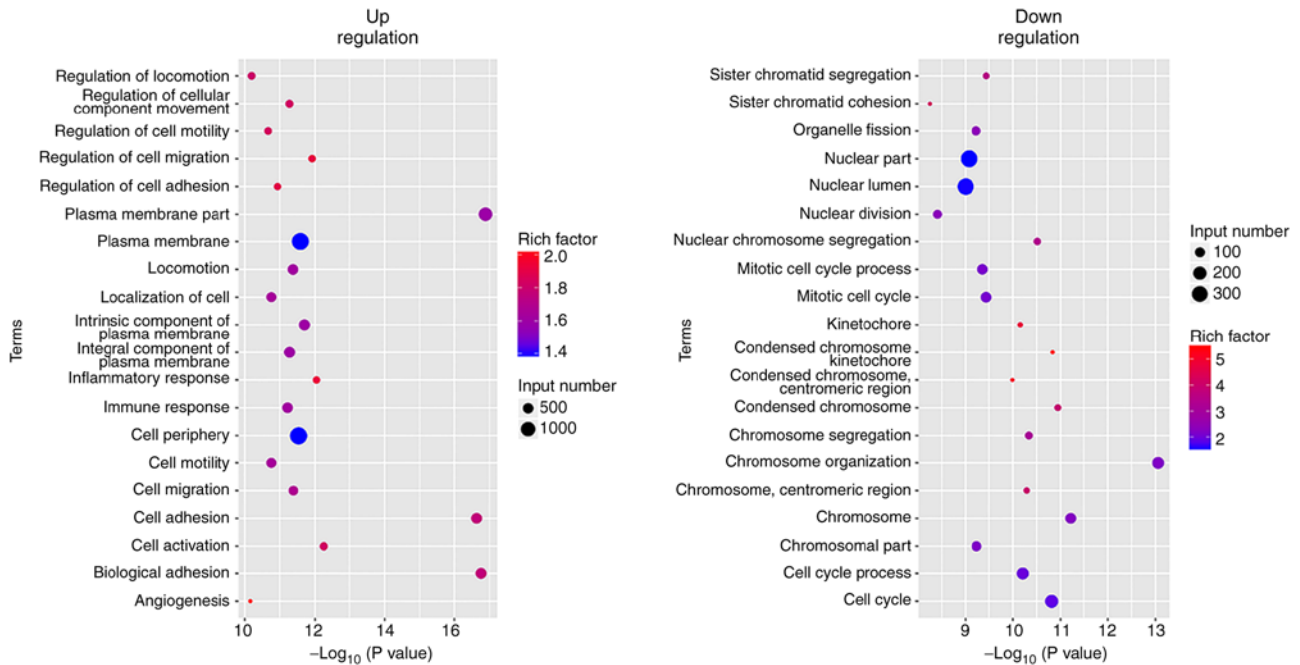 Up
regulation
Terms
Regulation of locomotion
Regulation of cellular
component movement
Regulation of cell motility
Regulation of cell migration
Regulation of cell adhesion
Plasma membrane part
Plasma membrane
Locomotion
Localization of cell
Intrinsic component of
plasma membrane
Integral component of
plasma membrane
Inflammatory response
Immune response
Cell periphery
Cell motility
Cell migration
Cell adhesion
Cell activation
Biological adhesion
Angiogenesis
10 12 14 16
–Log10 (P value)
Rich factor
2.0
1.8
1.6
1.4
Input number
500
1000
Down
regulation
Terms
Sister chromatid segregation
Sister chromatid cohesion
Organelle fission
Nuclear part
Nuclear lumen
Nuclear division
Nuclear chromosome segregation
Mitotic cell cycle process
Mitotic cell cycle
Kinetochore
Condensed chromosome
kinetochore
Condensed chromosome,
centromeric region
Condensed chromosome
Chromosome segregation
Chromosome organization
Chromosome, centromeric region
Chromosome
Chromosomal part
Cell cycle process
Cell cycle
9 10 11 12 13
–Log10 (P value)
Input number
100
200
300
Rich factor
5
4
3
2